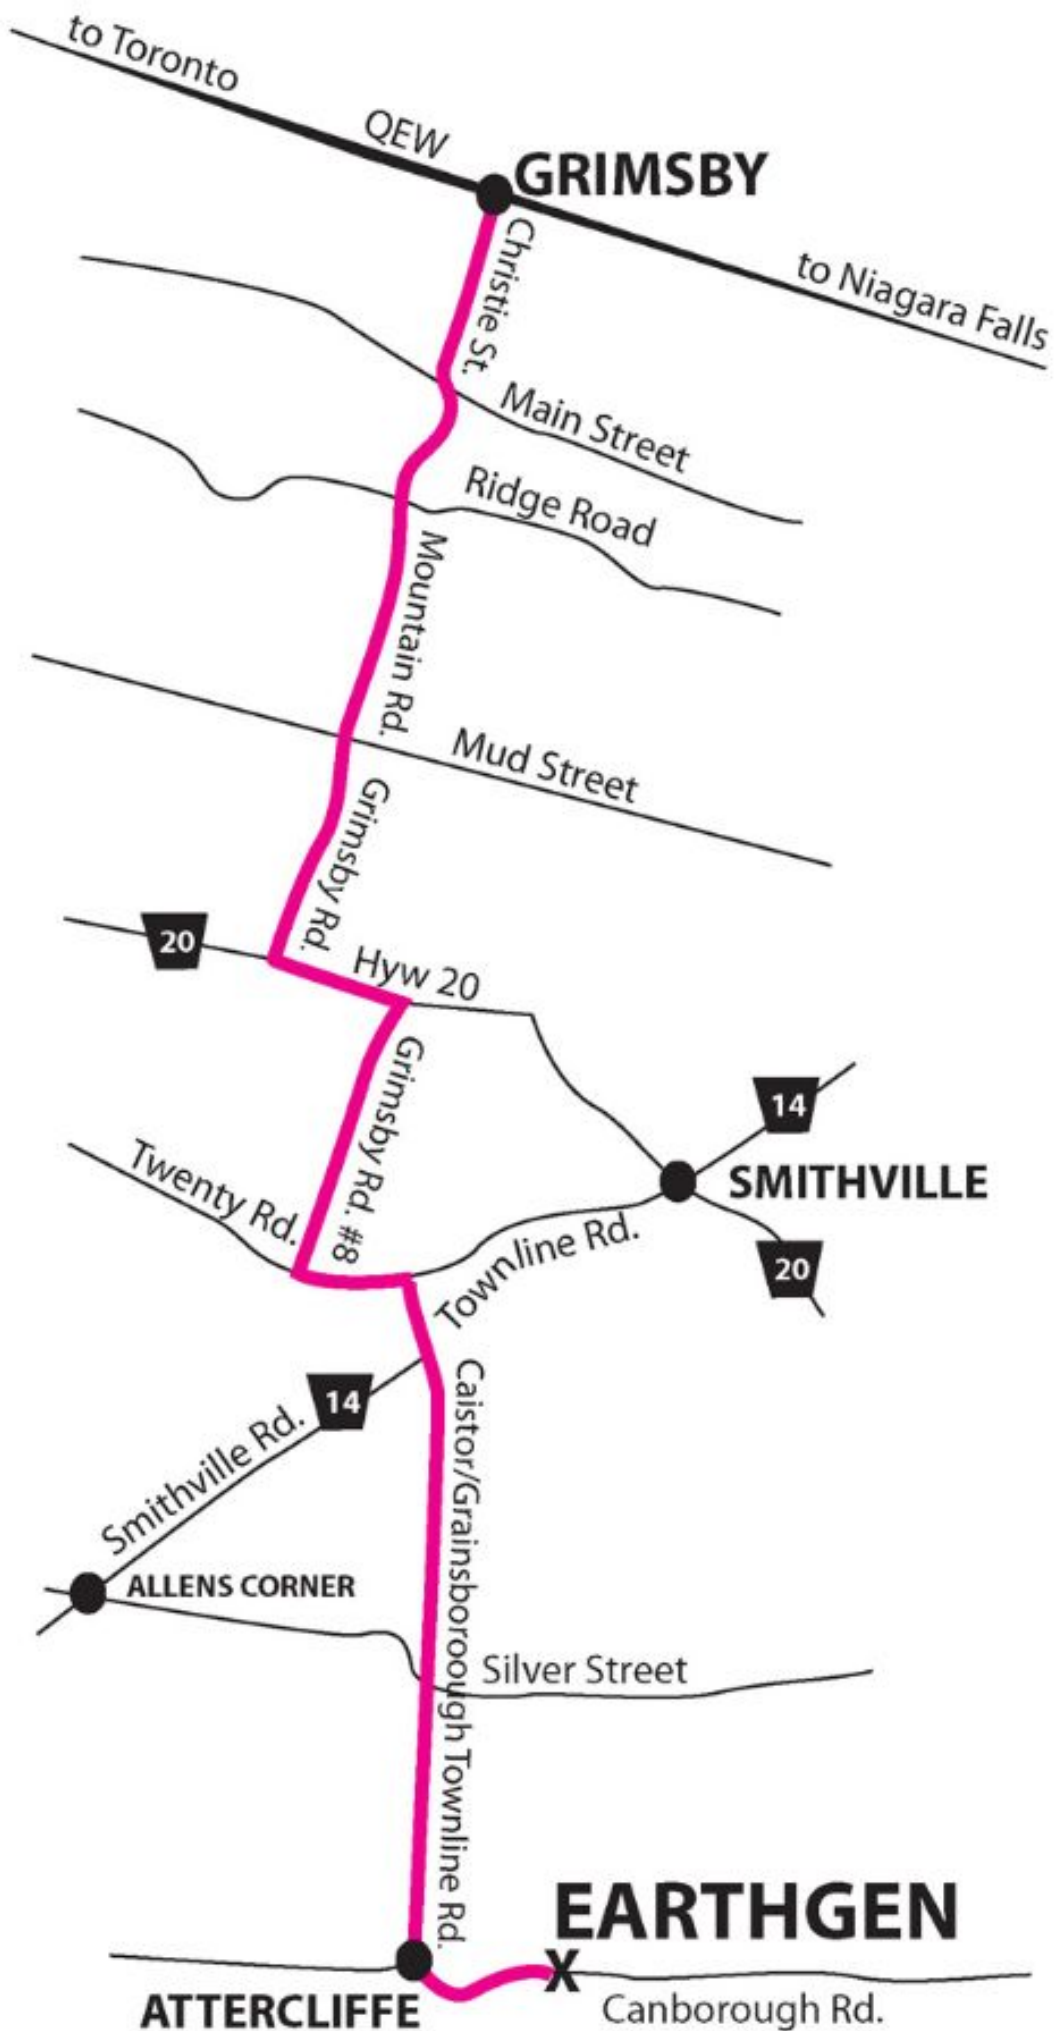 to Toronto
QEW
GRIMSBY
to Niagara Falls
Christie St.
Main Street
Ridge Road
Mountain Rd.
Mud Street
Grimsby Rd.
20
Hyw 20
Grimsby Rd. #8
14
Twenty Rd.
SMITHVILLE
Townline Rd.
20
14
Smithville Rd.
Caistor/Grainsborough Townline Rd.
ALLENS CORNER
Silver Street
EARTHGEN
X
ATTERCLIFFE
Canborough Rd.